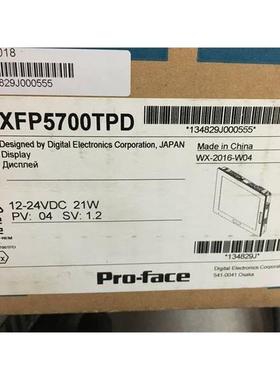 018
829J000555
XFP5700TPD
*134829J000555*
Designed by Digital Electronics Corporation, JAPAN
Display
Дисплей
Made in China
WX-2016-W04
12-24VDC 21W
PV: 04 SV: 1.2
*134829J*
Pro-face
Digital Electronics Corporation
541-0041 Osaka